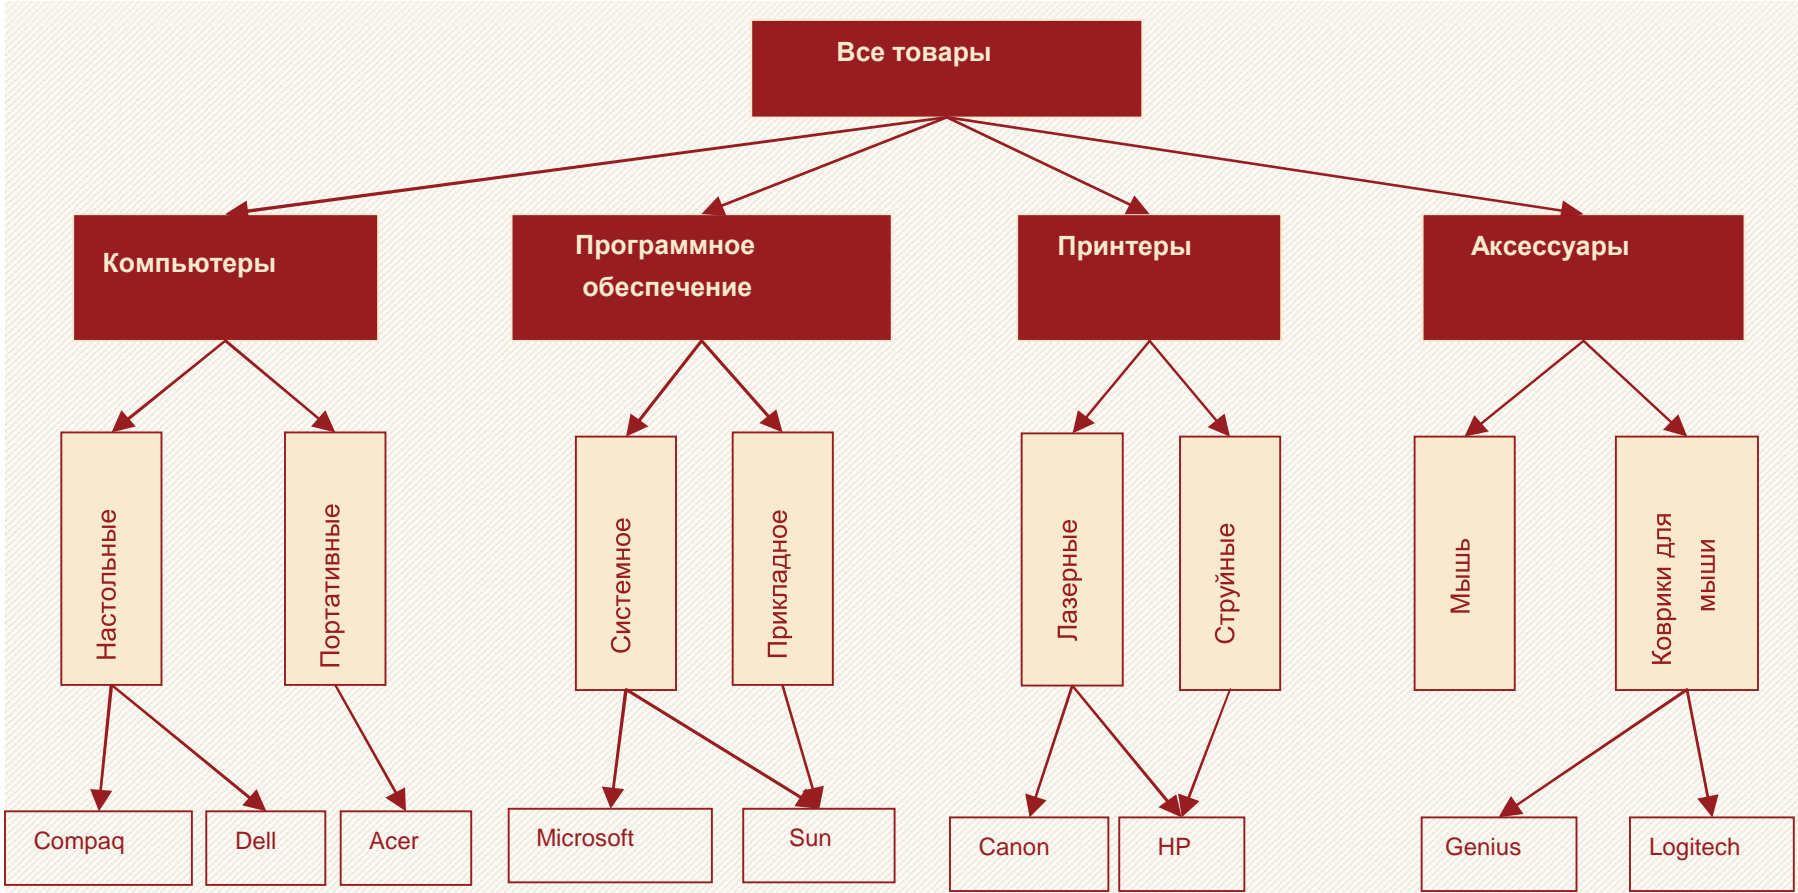 Все товары
Компьютеры
Программное
обеспечение
Принтеры
Аксессуары
Настольные
Портативные
Системное
Прикладное
Лазерные
Струйные
Мышь
Коврики для
мыши
Compaq
Dell
Acer
Microsoft
Sun
Canon
HP
Genius
Logitech